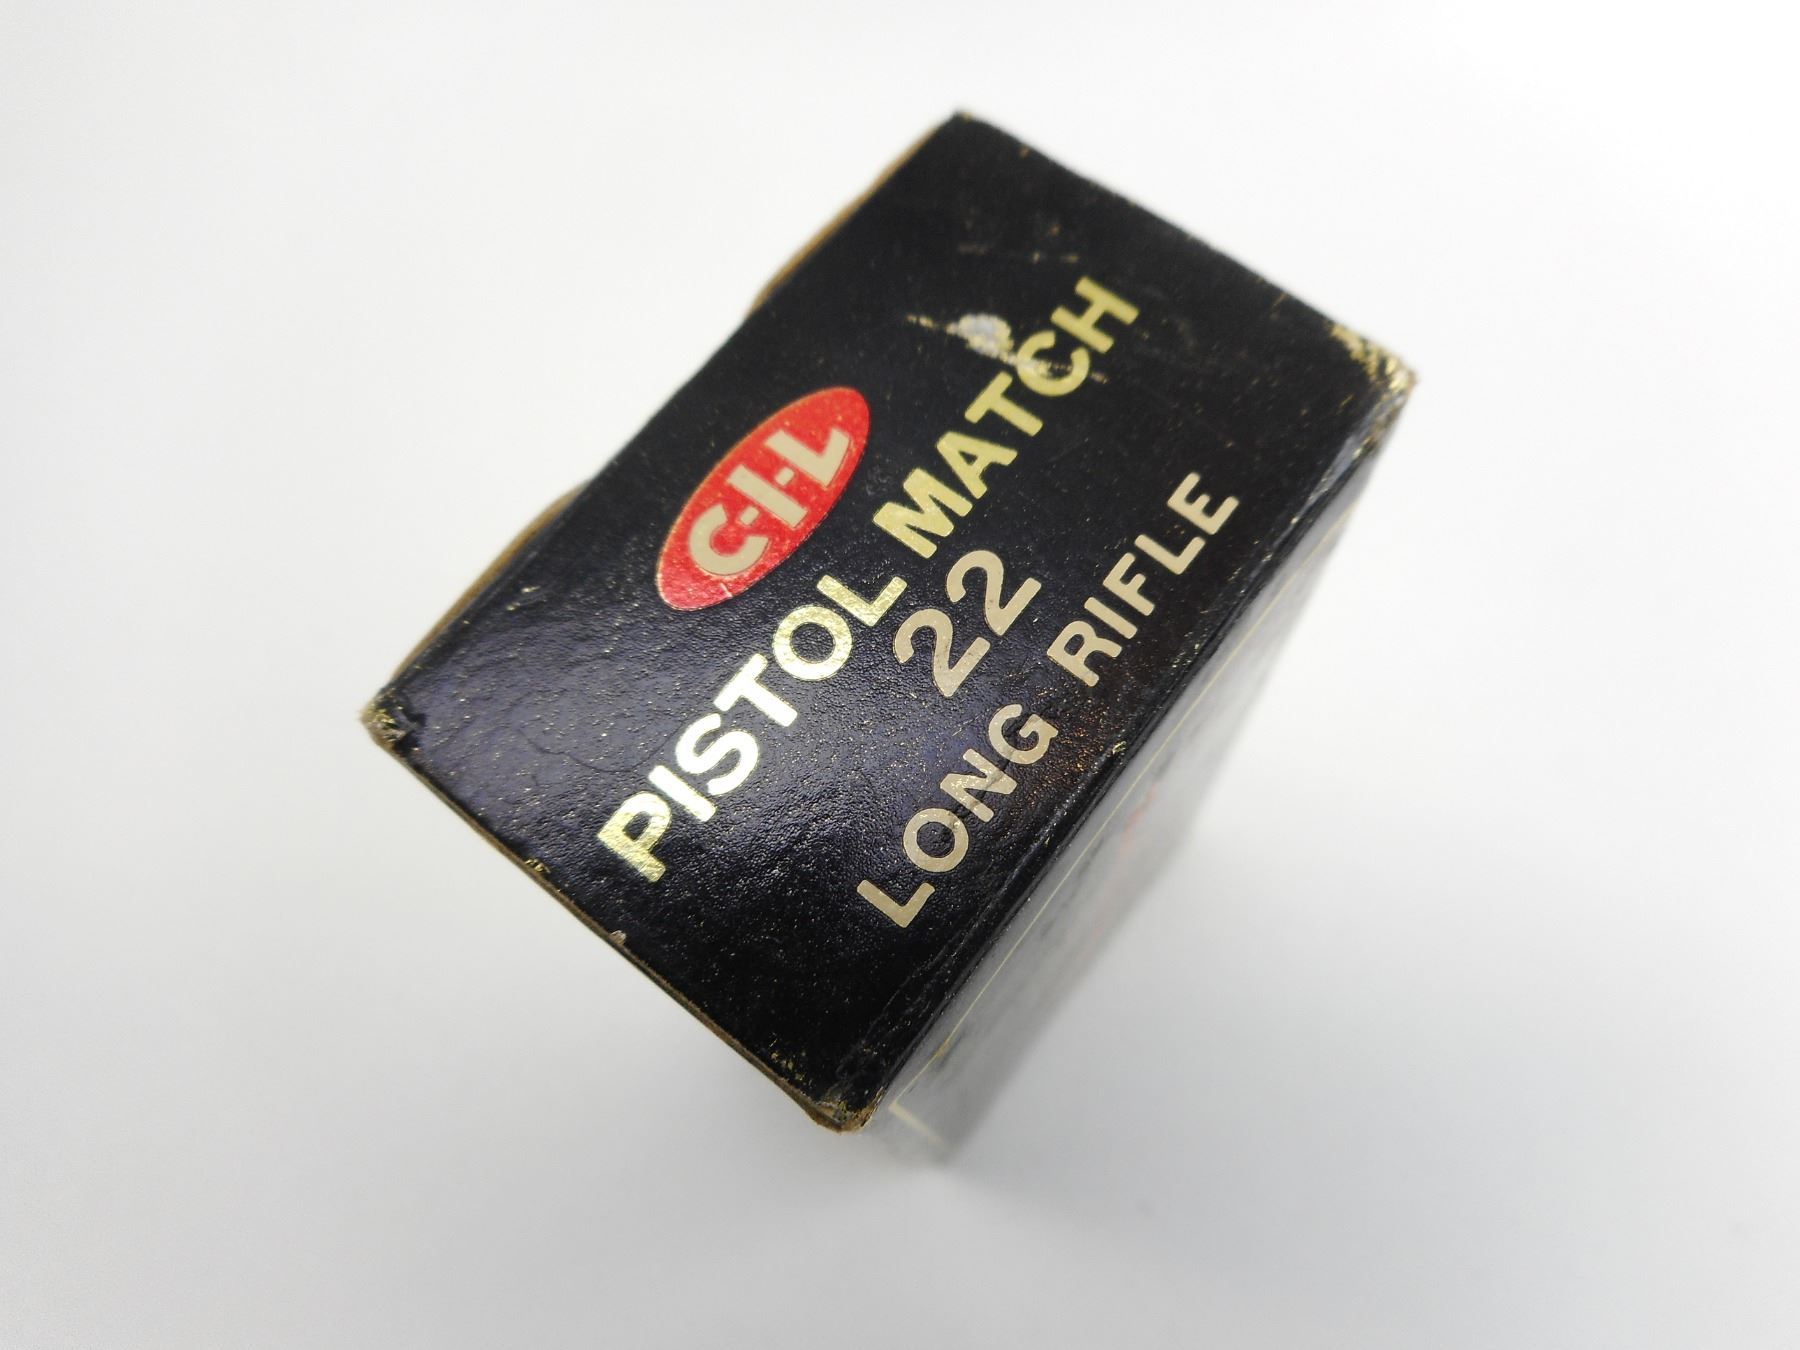 C-I-L
PISTOL MATCH
22
LONG RIFLE